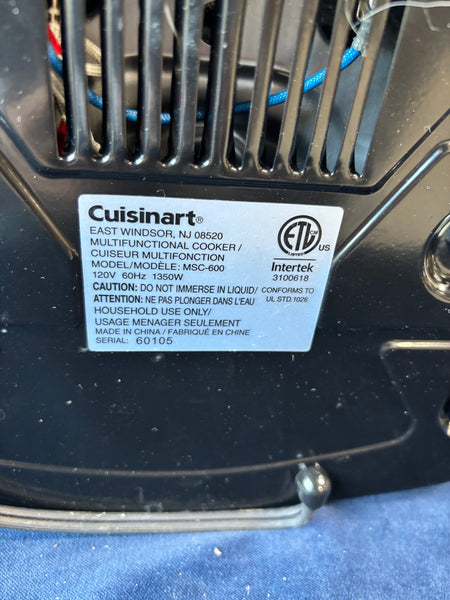 Cuisinart®
EAST WINDSOR, NJ 08520
MULTIFUNCTIONAL COOKER /
CUISEUR MULTIFONCTION
MODEL/MODÈLE: MSC-600
120V 60Hz 1350W
CAUTION: DO NOT IMMERSE IN LIQUID/
ATTENTION: NE PAS PLONGER DANS L'EAU
HOUSEHOLD USE ONLY/
USAGE MENAGER SEULEMENT
MADE IN CHINA / FABRIQUÉ EN CHINE
SERIAL: 60105
ETL CM
LISTED
US
Intertek
3100618
CONFORMS TO
UL STD.1026